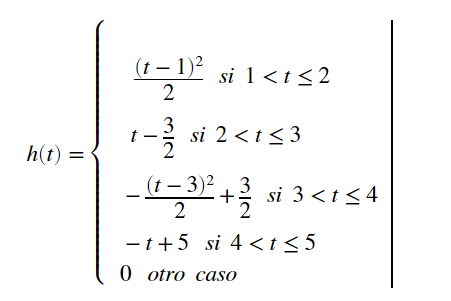 (t − 1)²/2 si 1 < t ≤ 2
t − 3/2 si 2 < t ≤ 3
h(t) = { −(t − 3)²/2 + 3/2 si 3 < t ≤ 4
− t + 5 si 4 < t ≤ 5
0 otro caso